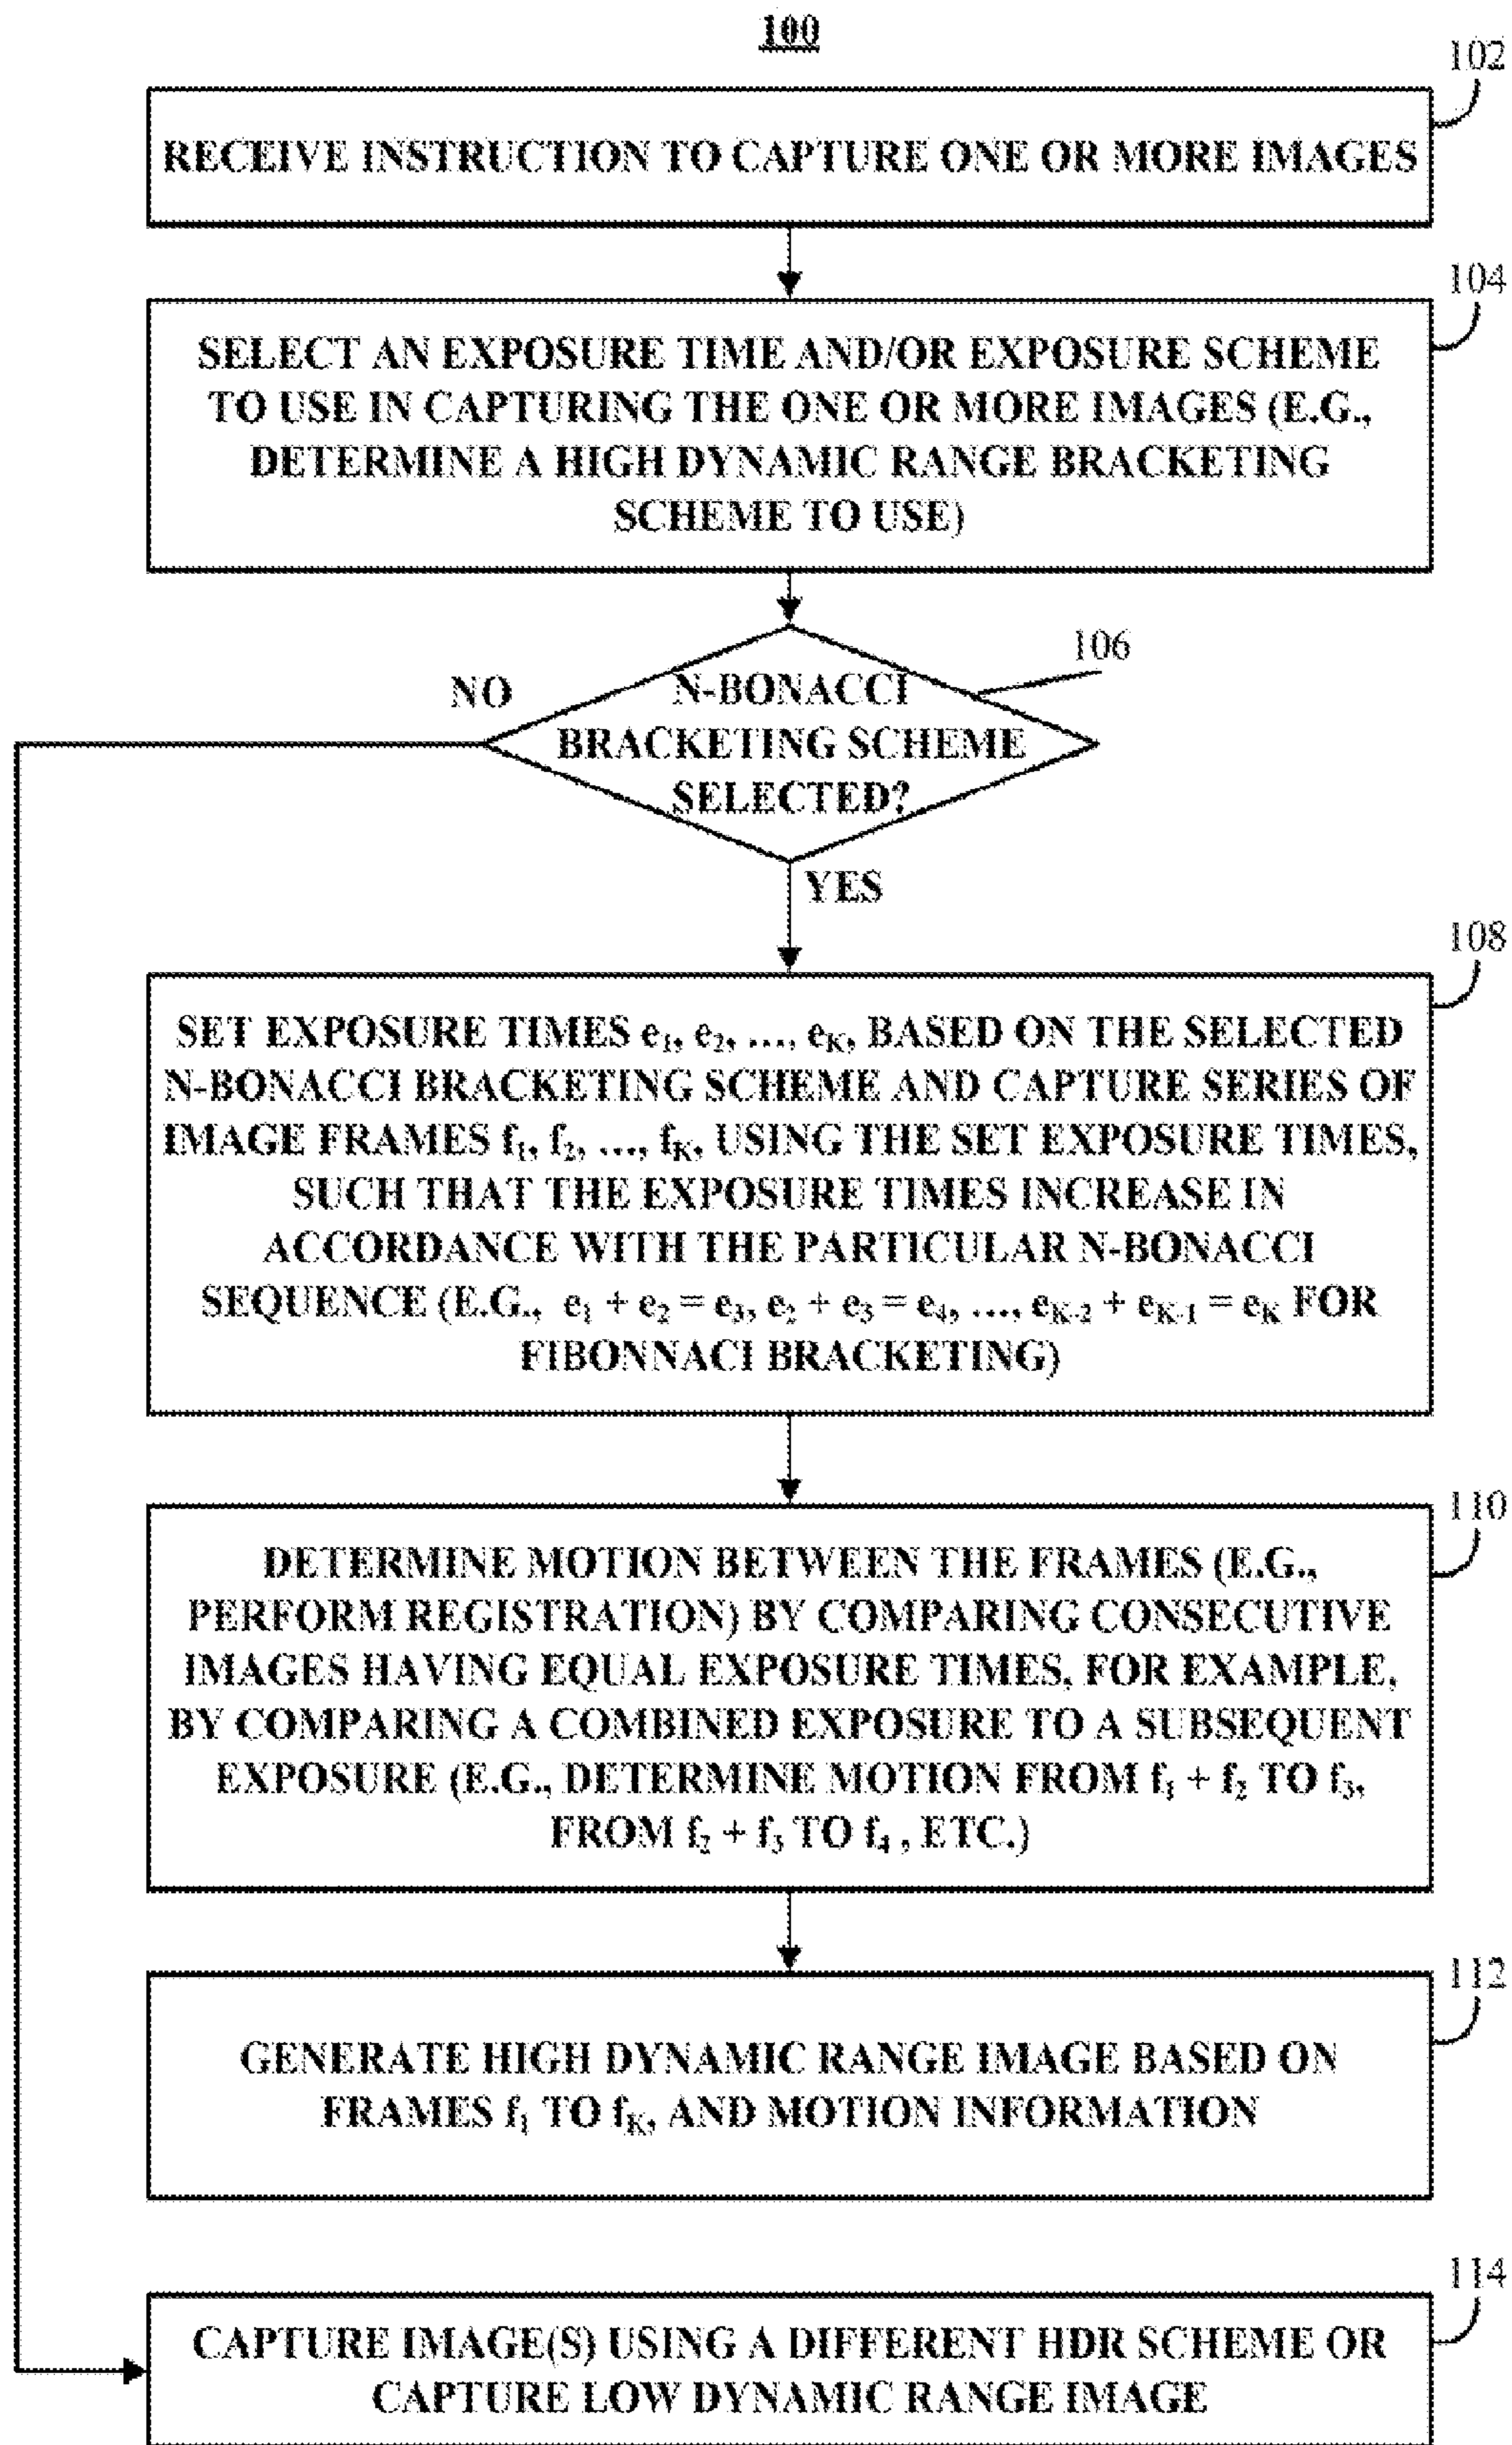 100
102
RECEIVE INSTRUCTION TO CAPTURE ONE OR MORE IMAGES
104
SELECT AN EXPOSURE TIME AND/OR EXPOSURE SCHEME
TO USE IN CAPTURING THE ONE OR MORE IMAGES (E.G.,
DETERMINE A HIGH DYNAMIC RANGE BRACKETING
SCHEME TO USE)
106
NO
N-BONACCI
BRACKETING SCHEME
SELECTED?
YES
108
SET EXPOSURE TIMES e₁, e₂, ..., e_K, BASED ON THE SELECTED
N-BONACCI BRACKETING SCHEME AND CAPTURE SERIES OF
IMAGE FRAMES f₁, f₂, ..., f_K, USING THE SET EXPOSURE TIMES,
SUCH THAT THE EXPOSURE TIMES INCREASE IN
ACCORDANCE WITH THE PARTICULAR N-BONACCI
SEQUENCE (E.G., e₁ + e₂ = e₃, e₂ + e₃ = e₄, ..., e_K-2 + e_K-1 = e_K FOR
FIBONNACI BRACKETING)
110
DETERMINE MOTION BETWEEN THE FRAMES (E.G.,
PERFORM REGISTRATION) BY COMPARING CONSECUTIVE
IMAGES HAVING EQUAL EXPOSURE TIMES, FOR EXAMPLE,
BY COMPARING A COMBINED EXPOSURE TO A SUBSEQUENT
EXPOSURE (E.G., DETERMINE MOTION FROM f₁ + f₂ TO f₃,
FROM f₂ + f₃ TO f₄ , ETC.)
112
GENERATE HIGH DYNAMIC RANGE IMAGE BASED ON
FRAMES f₁ TO f_K, AND MOTION INFORMATION
114
CAPTURE IMAGE(S) USING A DIFFERENT HDR SCHEME OR
CAPTURE LOW DYNAMIC RANGE IMAGE